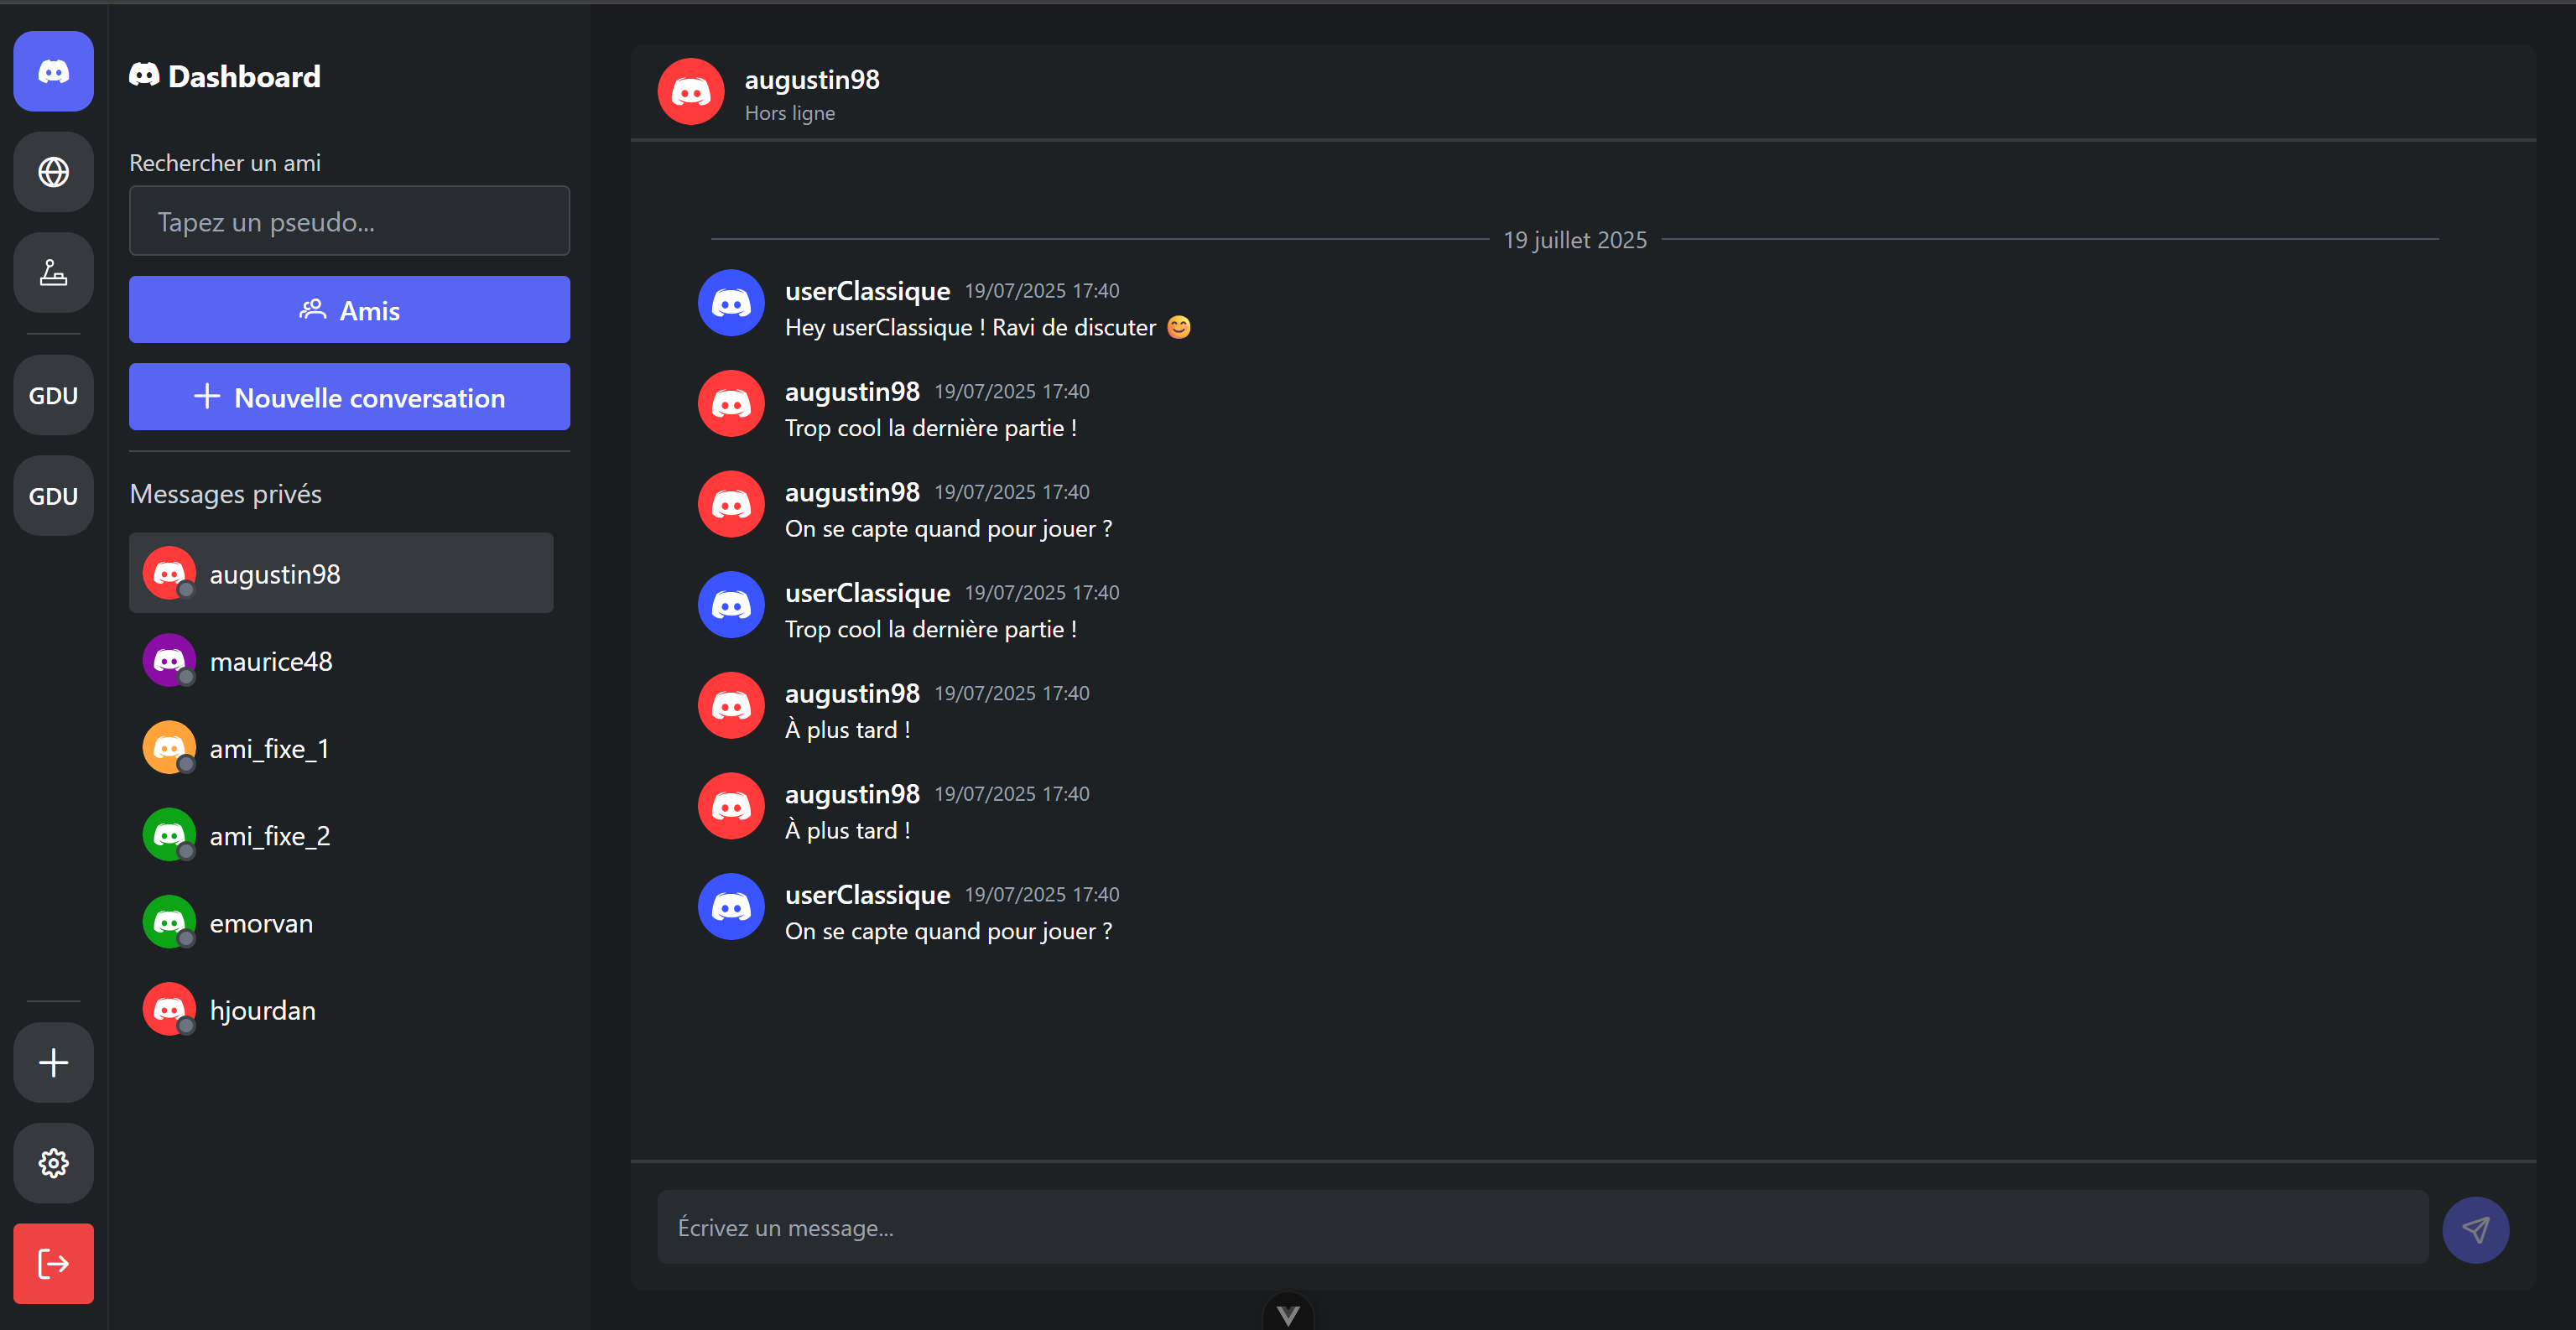 Dashboard
Rechercher un ami
Tapez un pseudo...
Amis
Nouvelle conversation
GDU
GDU
Messages privés
augustin98
maurice48
ami_fixe_1
ami_fixe_2
emorvan
hjourdan
augustin98
Hors ligne
19 juillet 2025
userClassique 19/07/2025 17:40
Hey userClassique ! Ravi de discuter 😊
augustin98 19/07/2025 17:40
Trop cool la dernière partie !
augustin98 19/07/2025 17:40
On se capte quand pour jouer ?
userClassique 19/07/2025 17:40
Trop cool la dernière partie !
augustin98 19/07/2025 17:40
À plus tard !
augustin98 19/07/2025 17:40
À plus tard !
userClassique 19/07/2025 17:40
On se capte quand pour jouer ?
Écrivez un message...